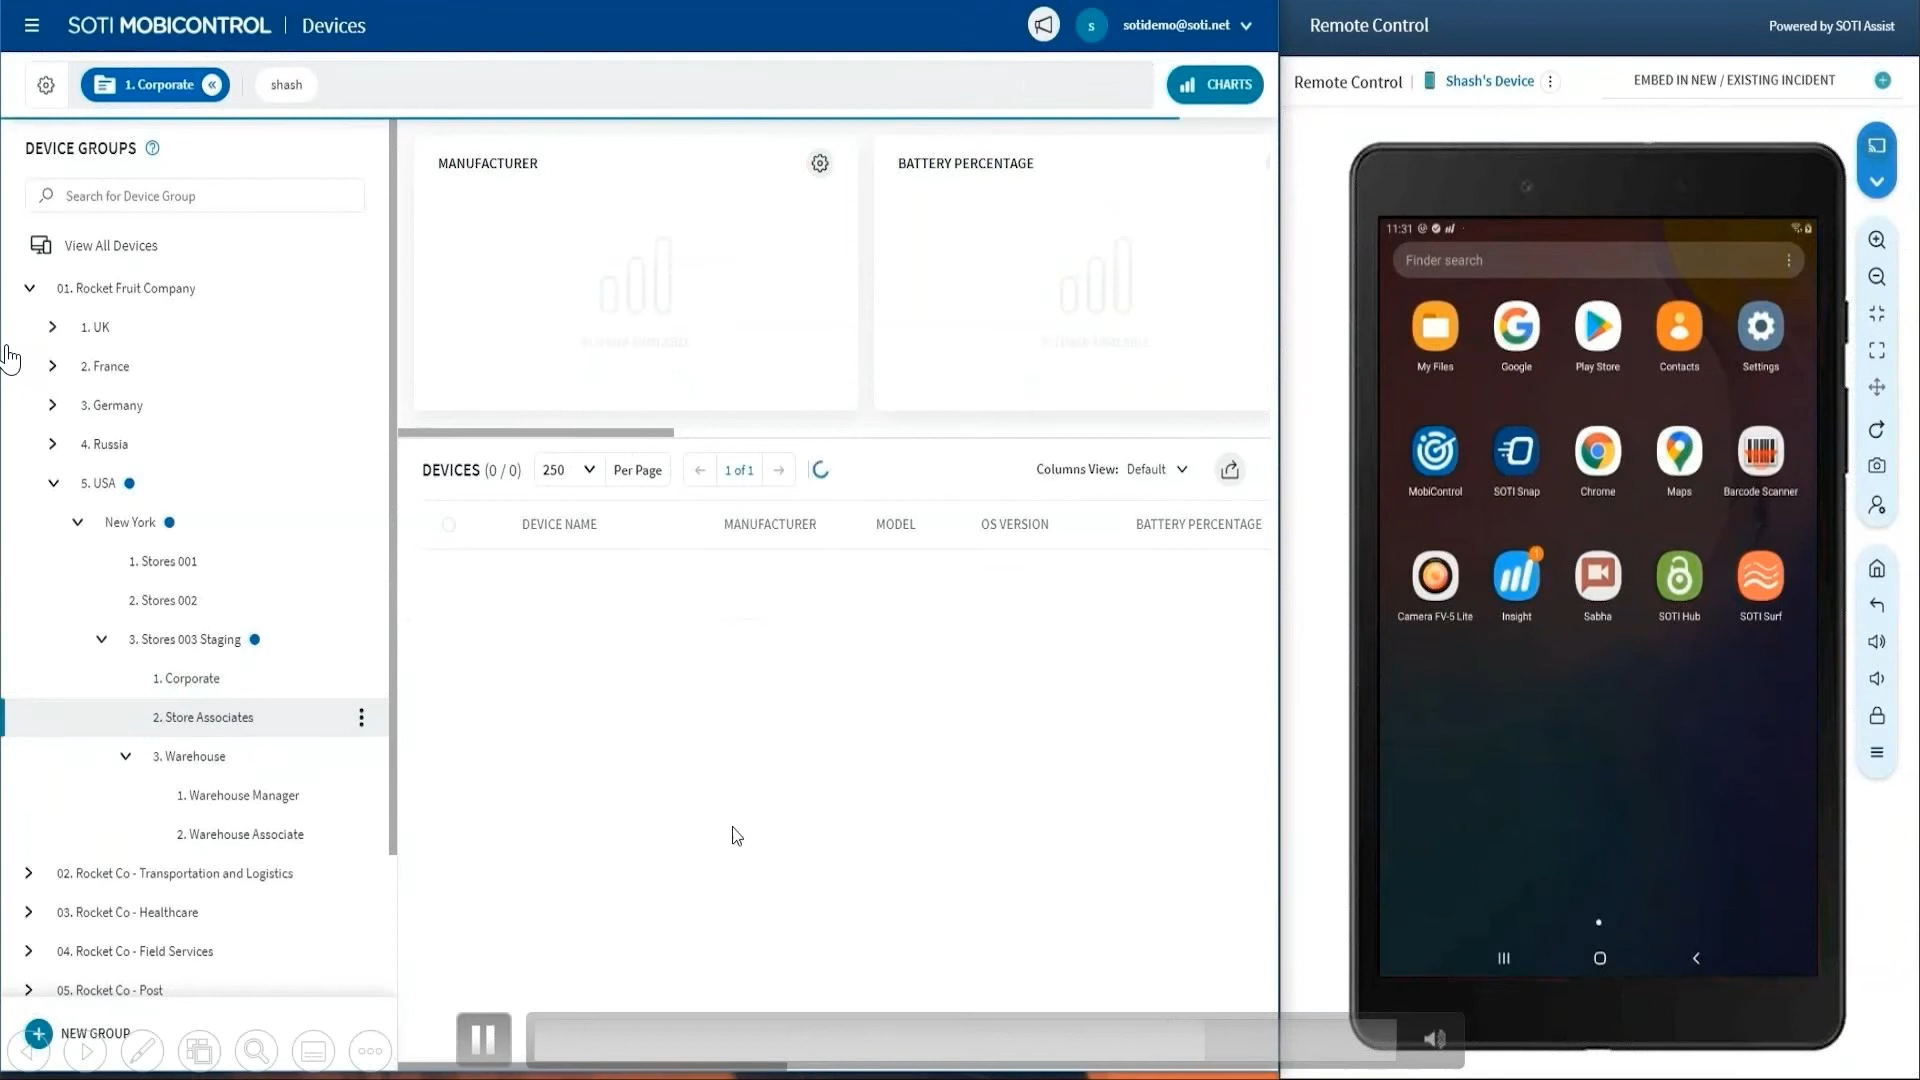 SOTI MOBICONTROL | Devices
s
sotidemo@soti.net
1. Corporate
shash
CHARTS
DEVICE GROUPS
Search for Device Group
View All Devices
01. Rocket Fruit Company
1. UK
2. France
3. Germany
4. Russia
5. USA
New York
1. Stores 001
2. Stores 002
3. Stores 003 Staging
1. Corporate
2. Store Associates
3. Warehouse
1. Warehouse Manager
2. Warehouse Associate
02. Rocket Co - Transportation and Logistics
03. Rocket Co - Healthcare
04. Rocket Co - Field Services
05. Rocket Co - Post
NEW GROUP
MANUFACTURER
BATTERY PERCENTAGE
DEVICES (0 / 0)
250
Per Page
1 of 1
Columns View: Default
DEVICE NAME
MANUFACTURER
MODEL
OS VERSION
BATTERY PERCENTAGE
Remote Control
Powered by SOTI Assist
Remote Control | Shash's Device
EMBED IN NEW / EXISTING INCIDENT
11:31
Finder search
My Files
Google
Play Store
Contacts
Settings
MobiControl
SOTI Snap
Chrome
Maps
Barcode Scanner
1
Camera FV-5 Lite
Insight
Sabha
SOTI Hub
SOTI Surf